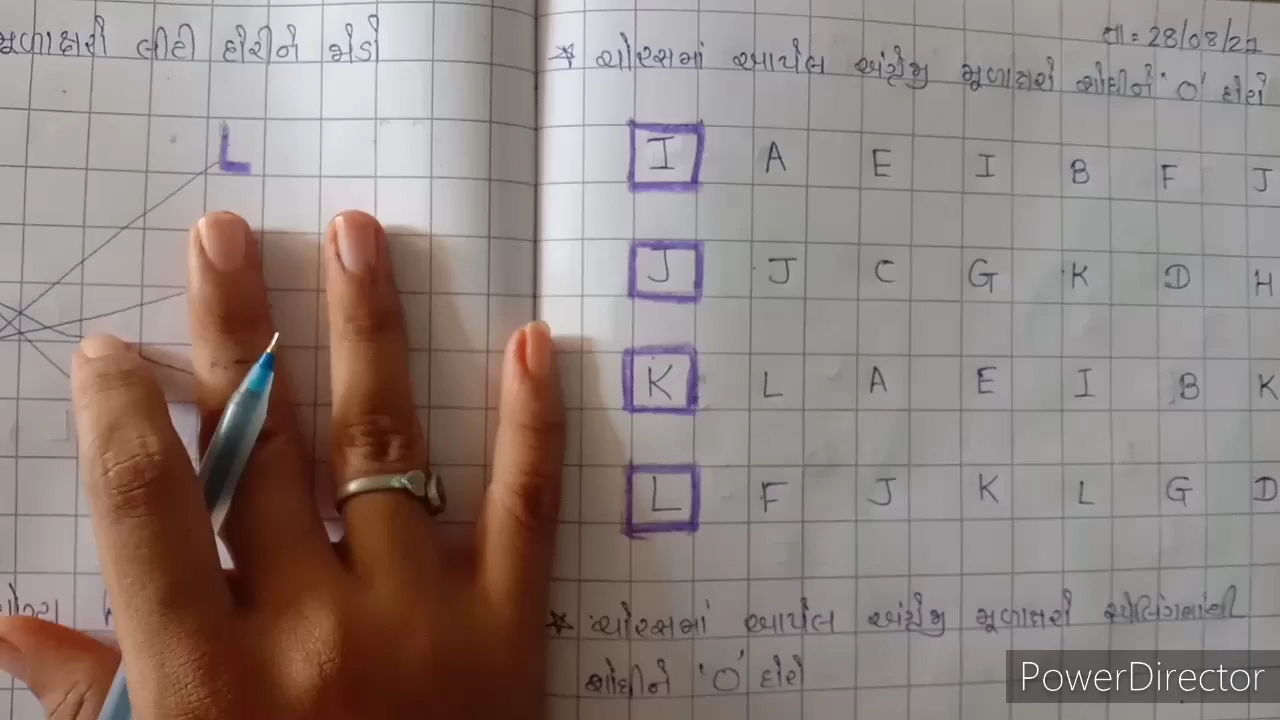 મૂળાક્ષરો લીટી દોરીને જોડો
L
તા = 28/08/21
* ચોરસમાં આપેલ અંગ્રેજી મૂળાક્ષરો શોધીને 'O' દોરો
I A E I B F J
J J C G K D H
K L A E I B K
L F J K L G D
* ચોરસમાં આપેલ અંગ્રેજી મૂળાક્ષરો સ્પેલિંગમાંથી
શોધીને 'O' દોરો
PowerDirector